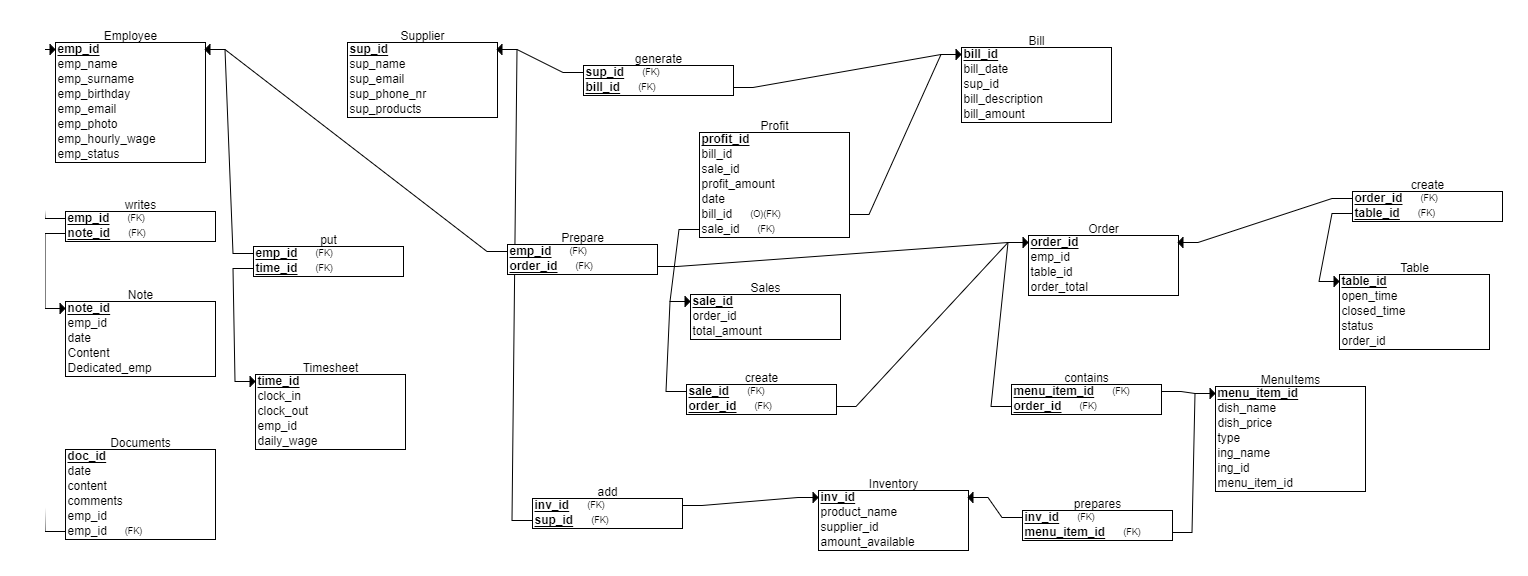 Employee
emp_id
emp_name
emp_surname
emp_birthday
emp_email
emp_photo
emp_hourly_wage
emp_status
Supplier
sup_id
sup_name
sup_email
sup_phone_nr
sup_products
generate
sup_id (FK)
bill_id (FK)
Bill
bill_id
bill_date
sup_id
bill_description
bill_amount
Profit
profit_id
bill_id
sale_id
profit_amount
date
bill_id (O)(FK)
sale_id (FK)
create
order_id (FK)
table_id (FK)
writes
emp_id (FK)
note_id (FK)
put
emp_id (FK)
time_id (FK)
Prepare
emp_id (FK)
order_id (FK)
Order
order_id
emp_id
table_id
order_total
Table
table_id
open_time
closed_time
status
order_id
Note
note_id
emp_id
date
Content
Dedicated_emp
Sales
sale_id
order_id
total_amount
Timesheet
time_id
clock_in
clock_out
emp_id
daily_wage
create
sale_id (FK)
order_id (FK)
contains
menu_item_id (FK)
order_id (FK)
MenuItems
menu_item_id
dish_name
dish_price
type
ing_name
ing_id
menu_item_id
Documents
doc_id
date
content
comments
emp_id
emp_id (FK)
add
inv_id (FK)
sup_id (FK)
Inventory
inv_id
product_name
supplier_id
amount_available
prepares
inv_id (FK)
menu_item_id (FK)